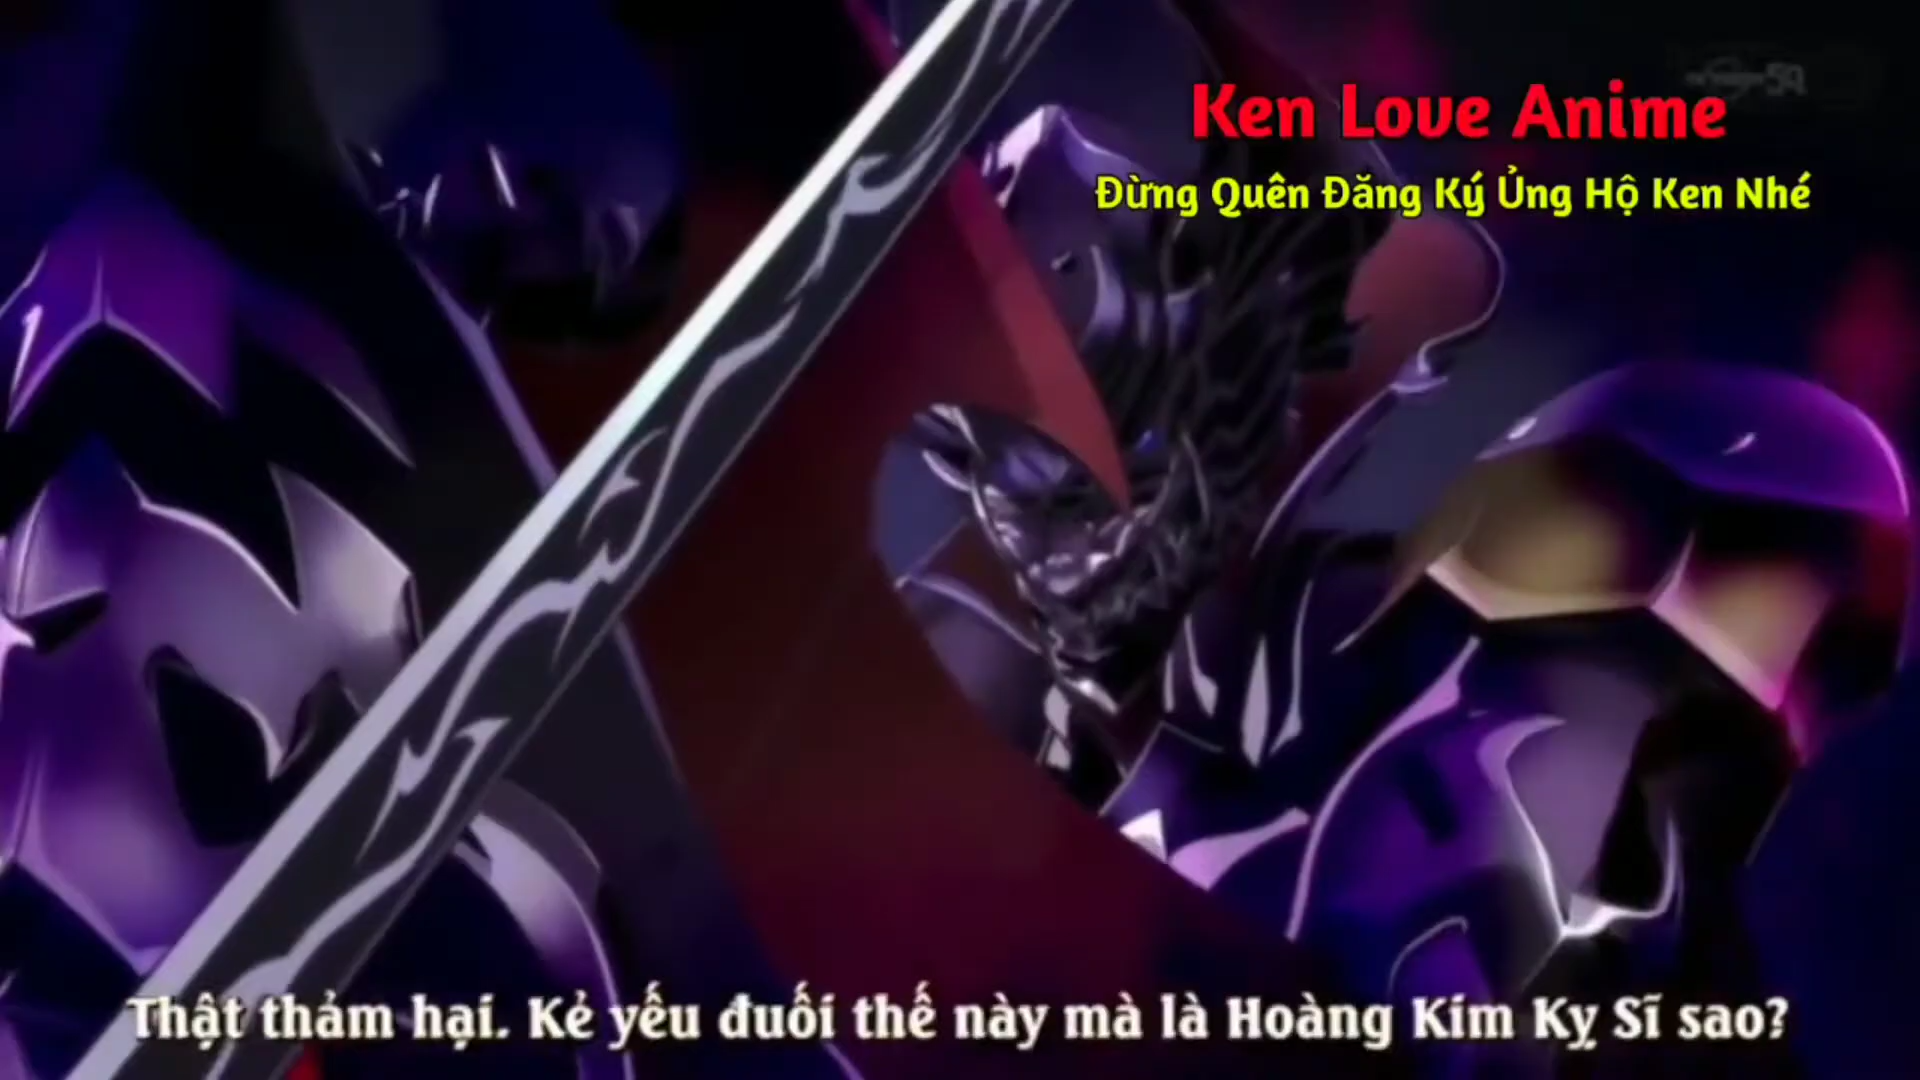 Ken Love Anime
Đừng Quên Đăng Ký Ủng Hộ Ken Nhé
Thật thảm hại. Kẻ yếu đuối thế này mà là Hoàng Kim Kỵ Sĩ sao?